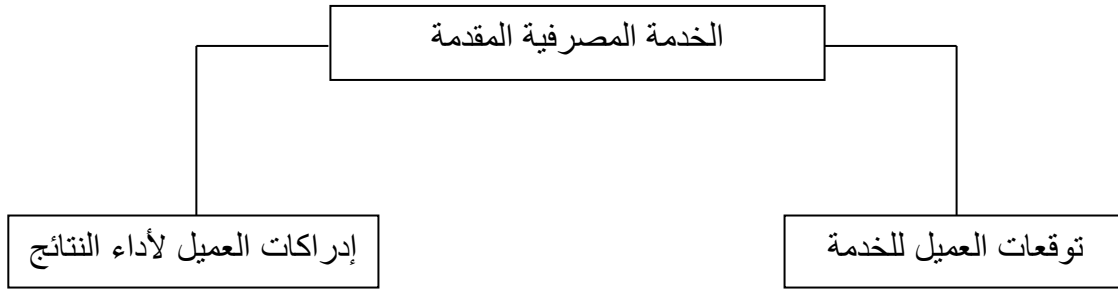 الخدمة المصرفية المقدمة
توقعات العميل للخدمة
إدراكات العميل لأداء النتائج